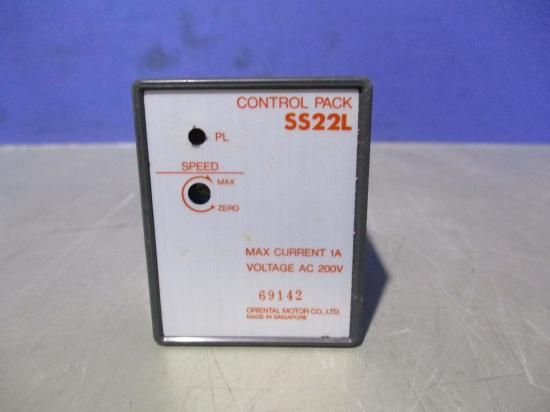 CONTROL PACK
SS22L
PL
SPEED
MAX
ZERO
MAX CURRENT 1A
VOLTAGE AC 200V
69142
ORIENTAL MOTOR CO., LTD.
MADE IN SINGAPORE